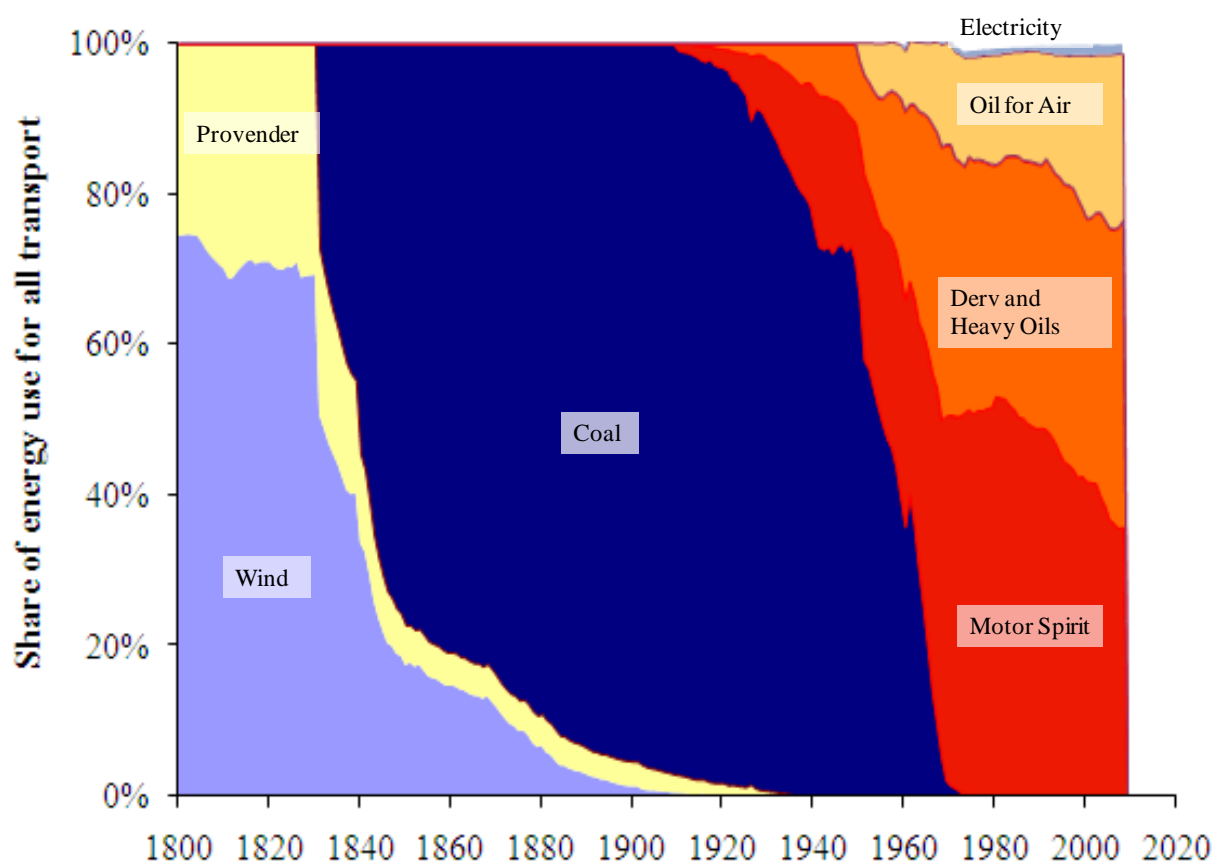 Electricity
100%
Oil for Air
Provender
80%
Derv and
Heavy Oils
60%
Coal
40%
Wind
Motor Spirit
20%
0%
Share of energy use for all transport
1800 1820 1840 1860 1880 1900 1920 1940 1960 1980 2000 2020